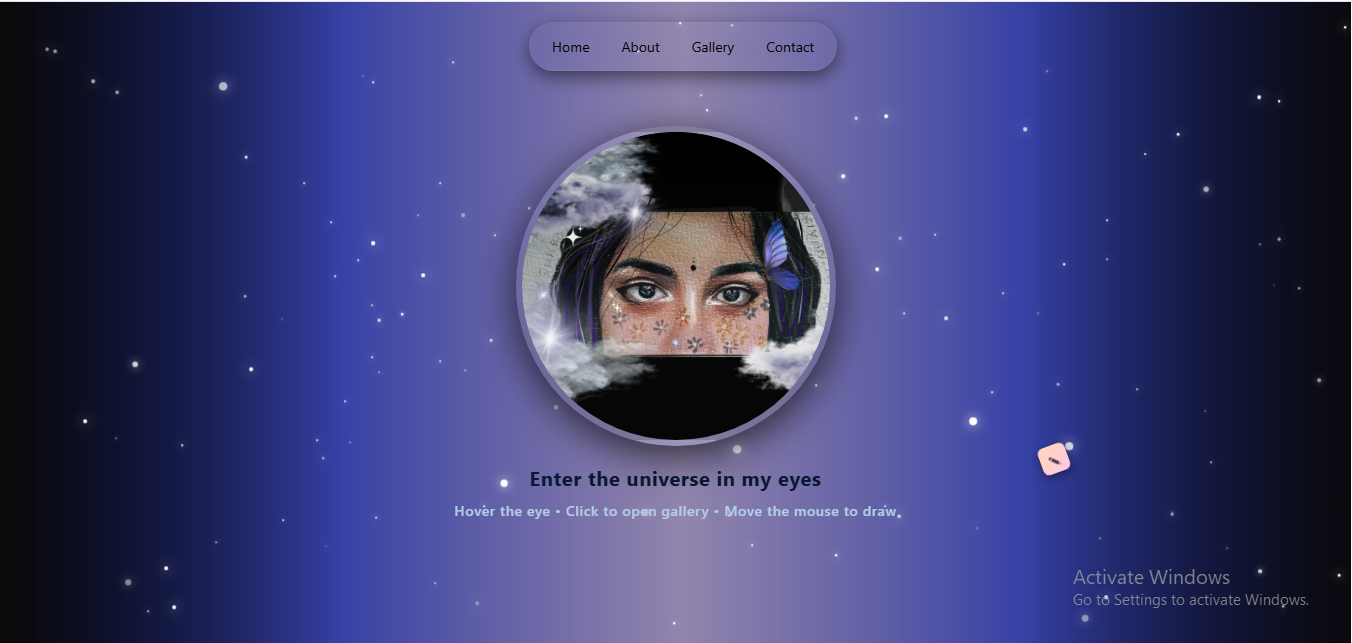 Home About Gallery Contact
Enter the universe in my eyes
Hover the eye • Click to open gallery • Move the mouse to draw
Activate Windows
Go to Settings to activate Windows.